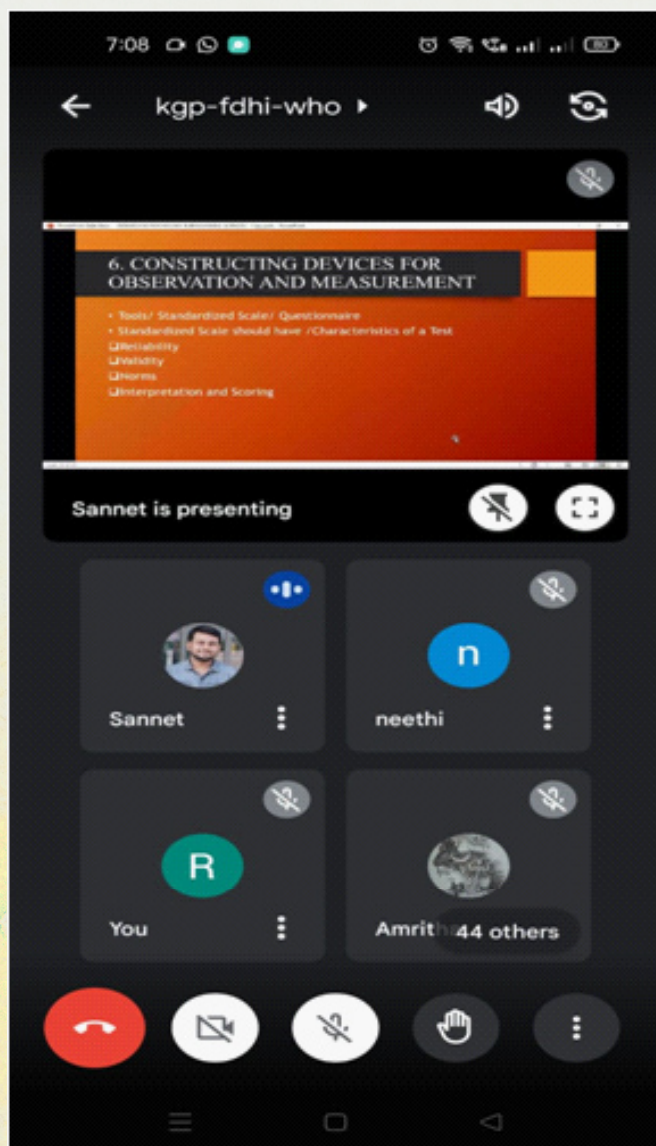 7:08
80
kgp-fdhi-who
6. CONSTRUCTING DEVICES FOR
OBSERVATION AND MEASUREMENT
• Tools/ Standardized Scale/ Questionnaire
• Standardized Scale should have /Characteristics of a Test
❑Reliability
❑Validity
❑Norms
❑Interpretation and Scoring
Sannet is presenting
n
Sannet
neethi
R
You
Amrith
44 others